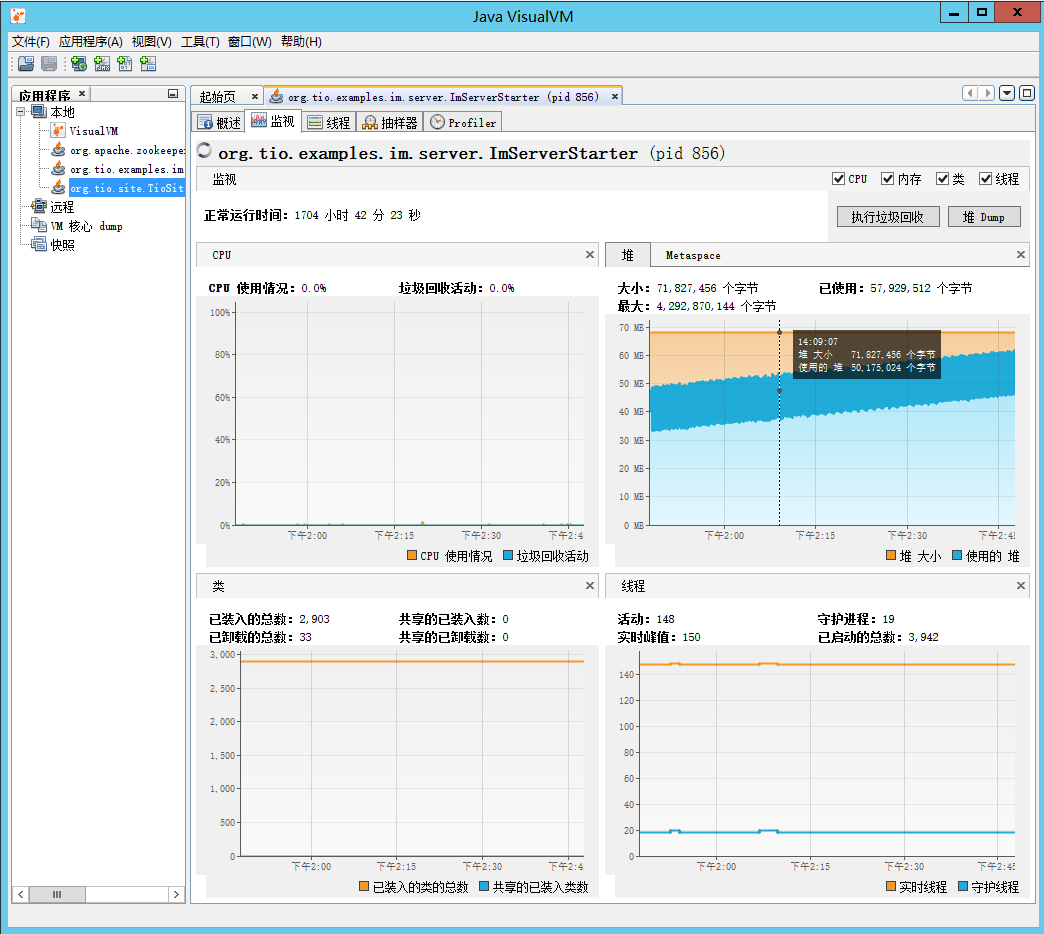 Java VisualVM
文件(F) 应用程序(A) 视图(V) 工具(T) 窗口(W) 帮助(H)
应用程序 ×
本地
VisualVM
org.apache.zookeeper
org.tio.examples.im
org.tio.site.TioSit
远程
VM 核心 dump
快照
起始页 × org.tio.examples.im.server.ImServerStarter (pid 856) ×
概述 监视 线程 抽样器 Profiler
org.tio.examples.im.server.ImServerStarter (pid 856)
监视 CPU 内存 类 线程
正常运行时间: 1704 小时 42 分 23 秒
执行垃圾回收 堆 Dump
CPU ×
CPU 使用情况: 0.0% 垃圾回收活动: 0.0%
100%
80%
60%
40%
20%
0%
下午2:00 下午2:15 下午2:30 下午2:4
CPU 使用情况 垃圾回收活动
堆 Metaspace ×
大小: 71,827,456 个字节 已使用: 57,929,512 个字节
最大: 4,292,870,144 个字节
70 MB
60 MB
50 MB
40 MB
30 MB
20 MB
10 MB
0 MB
14:09:07
堆 大小 71,827,456 个字节
使用的 堆 50,175,024 个字节
下午2:00 下午2:15 下午2:30 下午2:45
堆 大小 使用的 堆
类 ×
已装入的总数: 2,903 共享的已装入数: 0
已卸载的总数: 33 共享的已卸载数: 0
3,000
2,500
2,000
1,500
1,000
500
0
下午2:00 下午2:15 下午2:30 下午2:4
已装入的类的总数 共享的已装入类数
线程 ×
活动: 148 守护进程: 19
实时峰值: 150 已启动的总数: 3,942
140
120
100
80
60
40
20
0
下午2:00 下午2:15 下午2:30 下午2:45
实时线程 守护线程